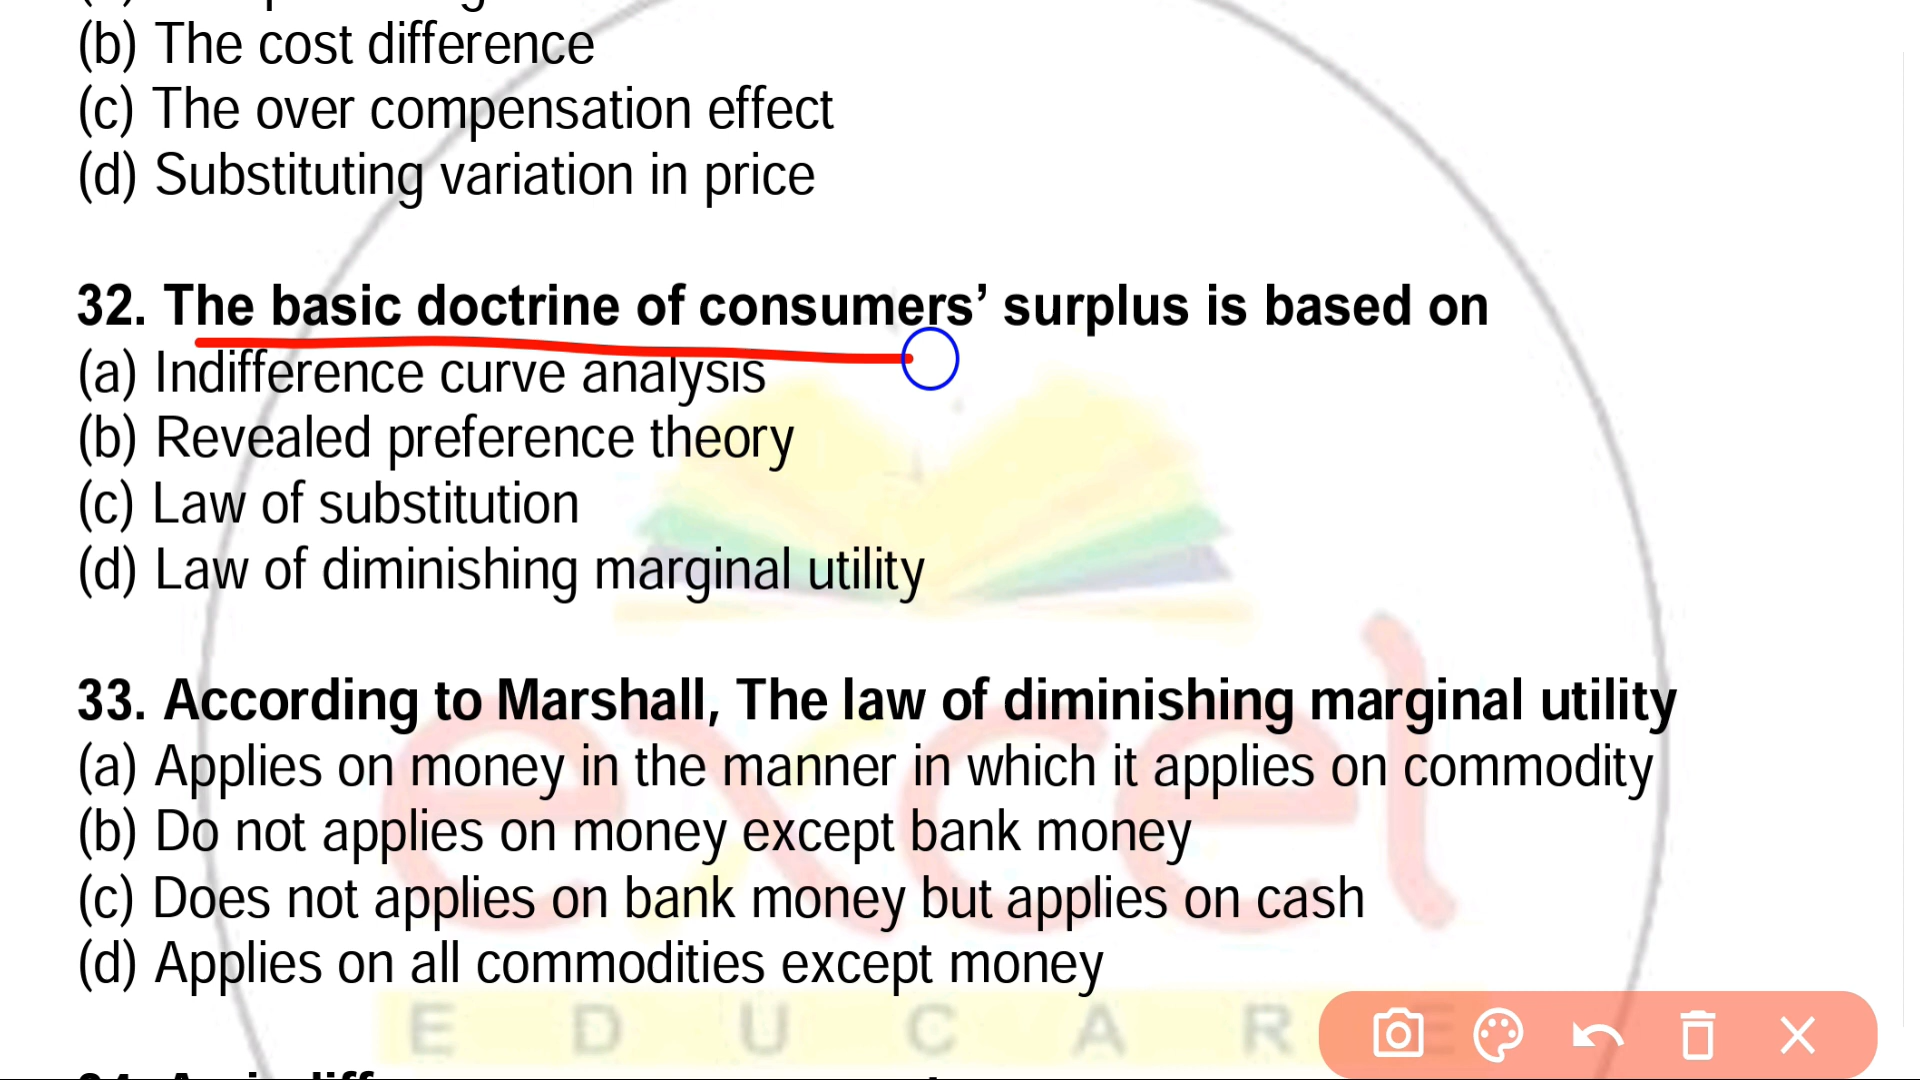 (b) The cost difference
(c) The over compensation effect
(d) Substituting variation in price
32. The basic doctrine of consumers’ surplus is based on
(a) Indifference curve analysis
(b) Revealed preference theory
(c) Law of substitution
(d) Law of diminishing marginal utility
33. According to Marshall, The law of diminishing marginal utility
(a) Applies on money in the manner in which it applies on commodity
(b) Do not applies on money except bank money
(c) Does not applies on bank money but applies on cash
(d) Applies on all commodities except money
excel
E D U C A R E